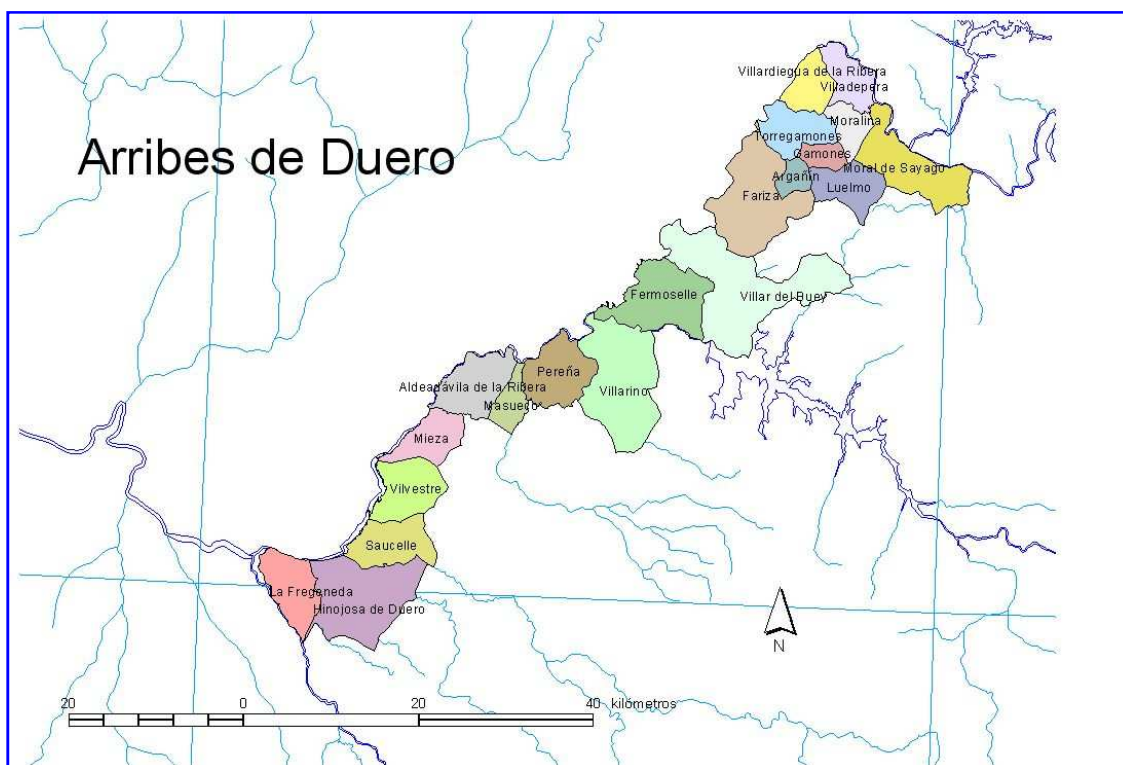 Arribes de Duero
Villardiegua de la Ribera
Villadepera
Moralina
Torregamones
Gamones
Moral de Sayago
Argañin
Luelmo
Fariza
Fermoselle
Villar del Buey
Pereña
Aldeadávila de la Ribera
Villarino
Masueco
Mieza
Vilvestre
Saucelle
La Fregeneda
Hinojosa de Duero
N
20 0 20 40 kilómetros